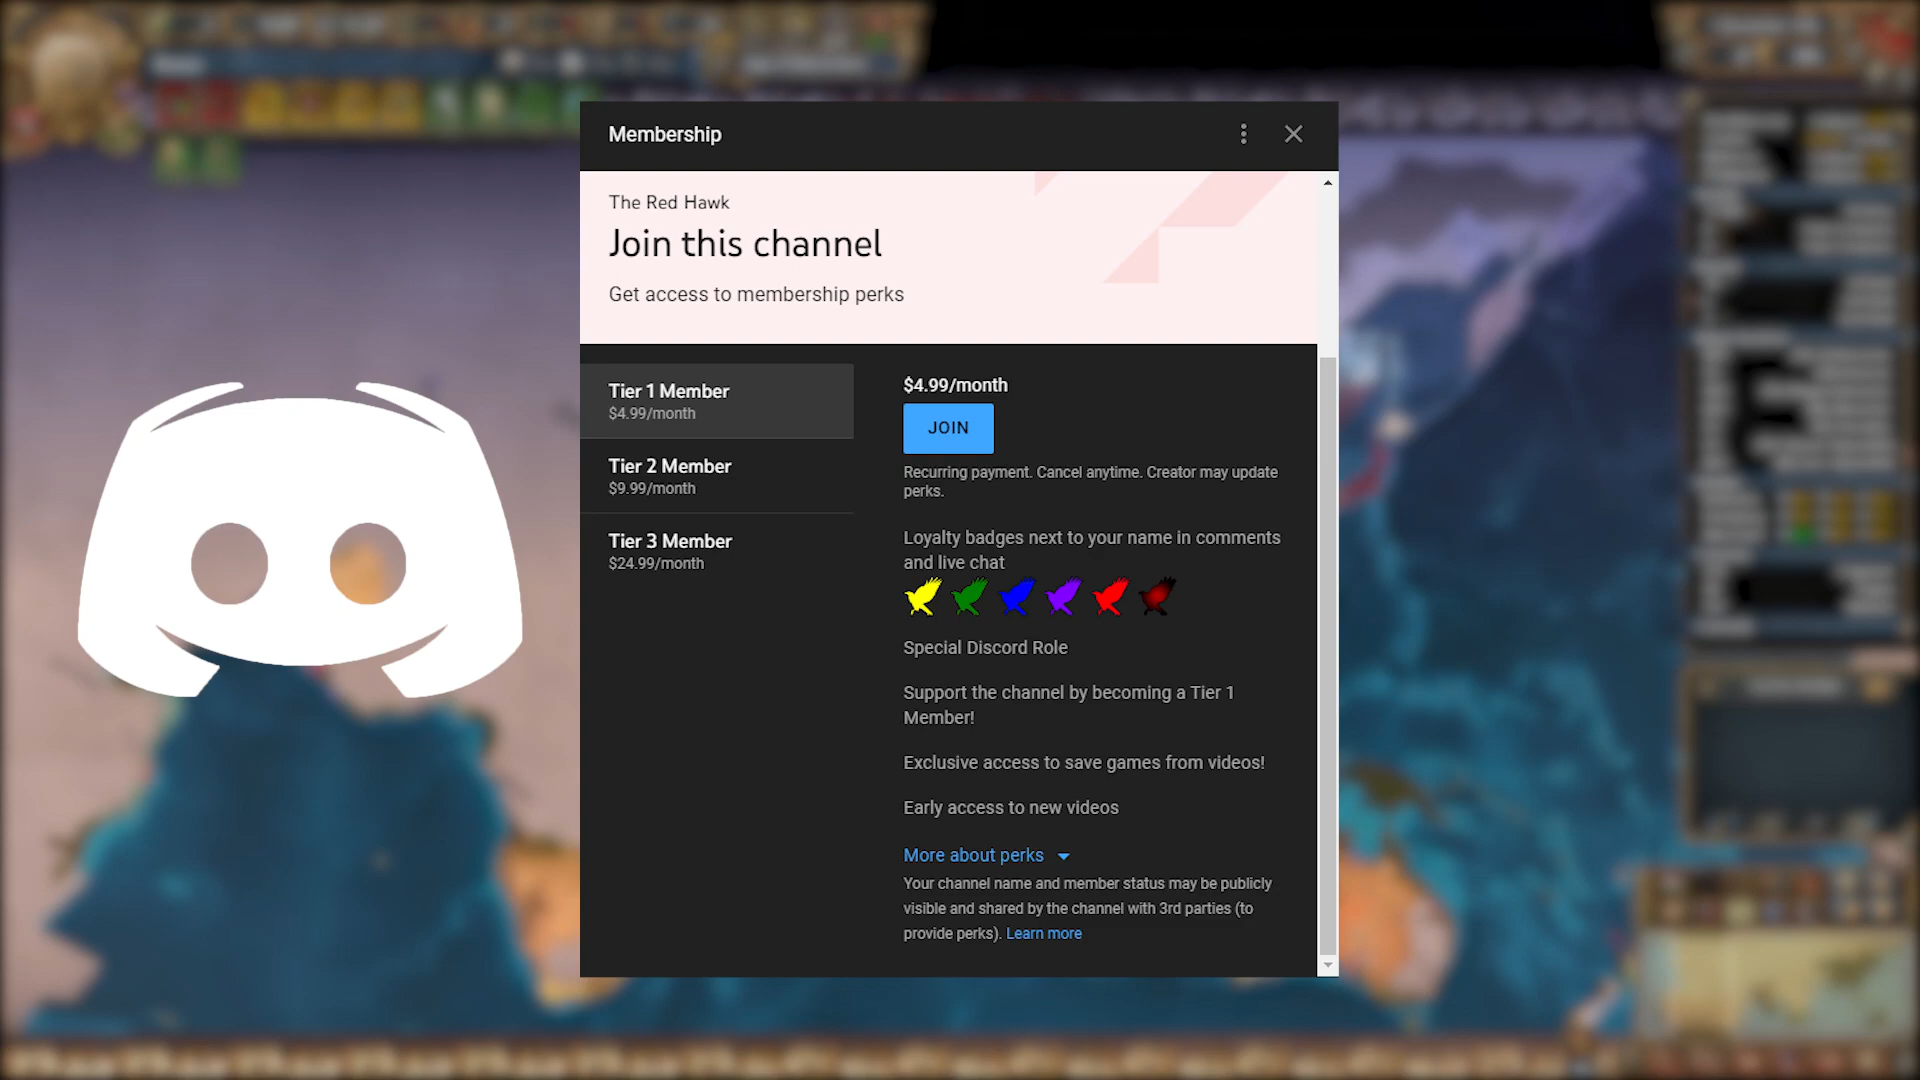 Membership
The Red Hawk
Join this channel
Get access to membership perks
Tier 1 Member
$4.99/month
Tier 2 Member
$9.99/month
Tier 3 Member
$24.99/month
$4.99/month
JOIN
Recurring payment. Cancel anytime. Creator may update
perks.
Loyalty badges next to your name in comments
and live chat
Special Discord Role
Support the channel by becoming a Tier 1
Member!
Exclusive access to save games from videos!
Early access to new videos
More about perks
Your channel name and member status may be publicly
visible and shared by the channel with 3rd parties (to
provide perks). Learn more